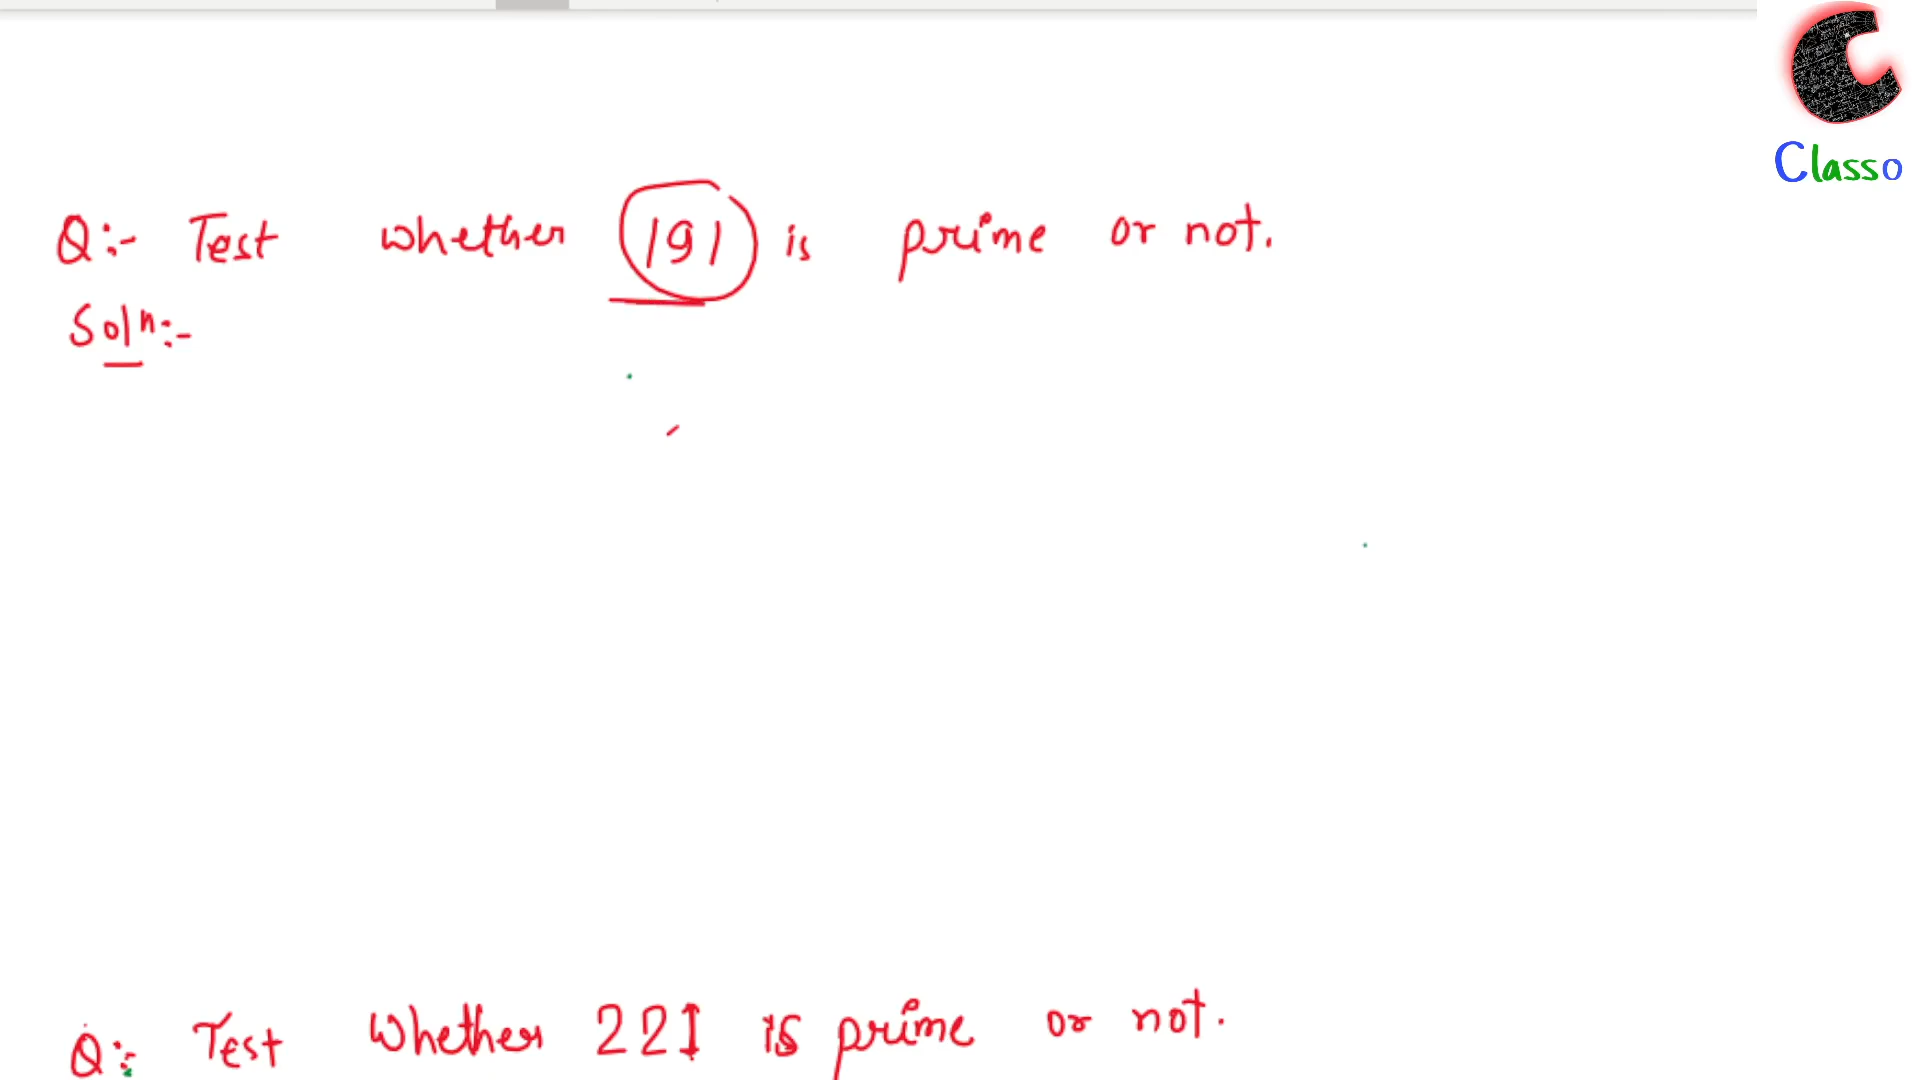 Classo
Q:- Test whether 191 is prime or not.
Soln:-
Q:- Test whether 221 is prime or not.